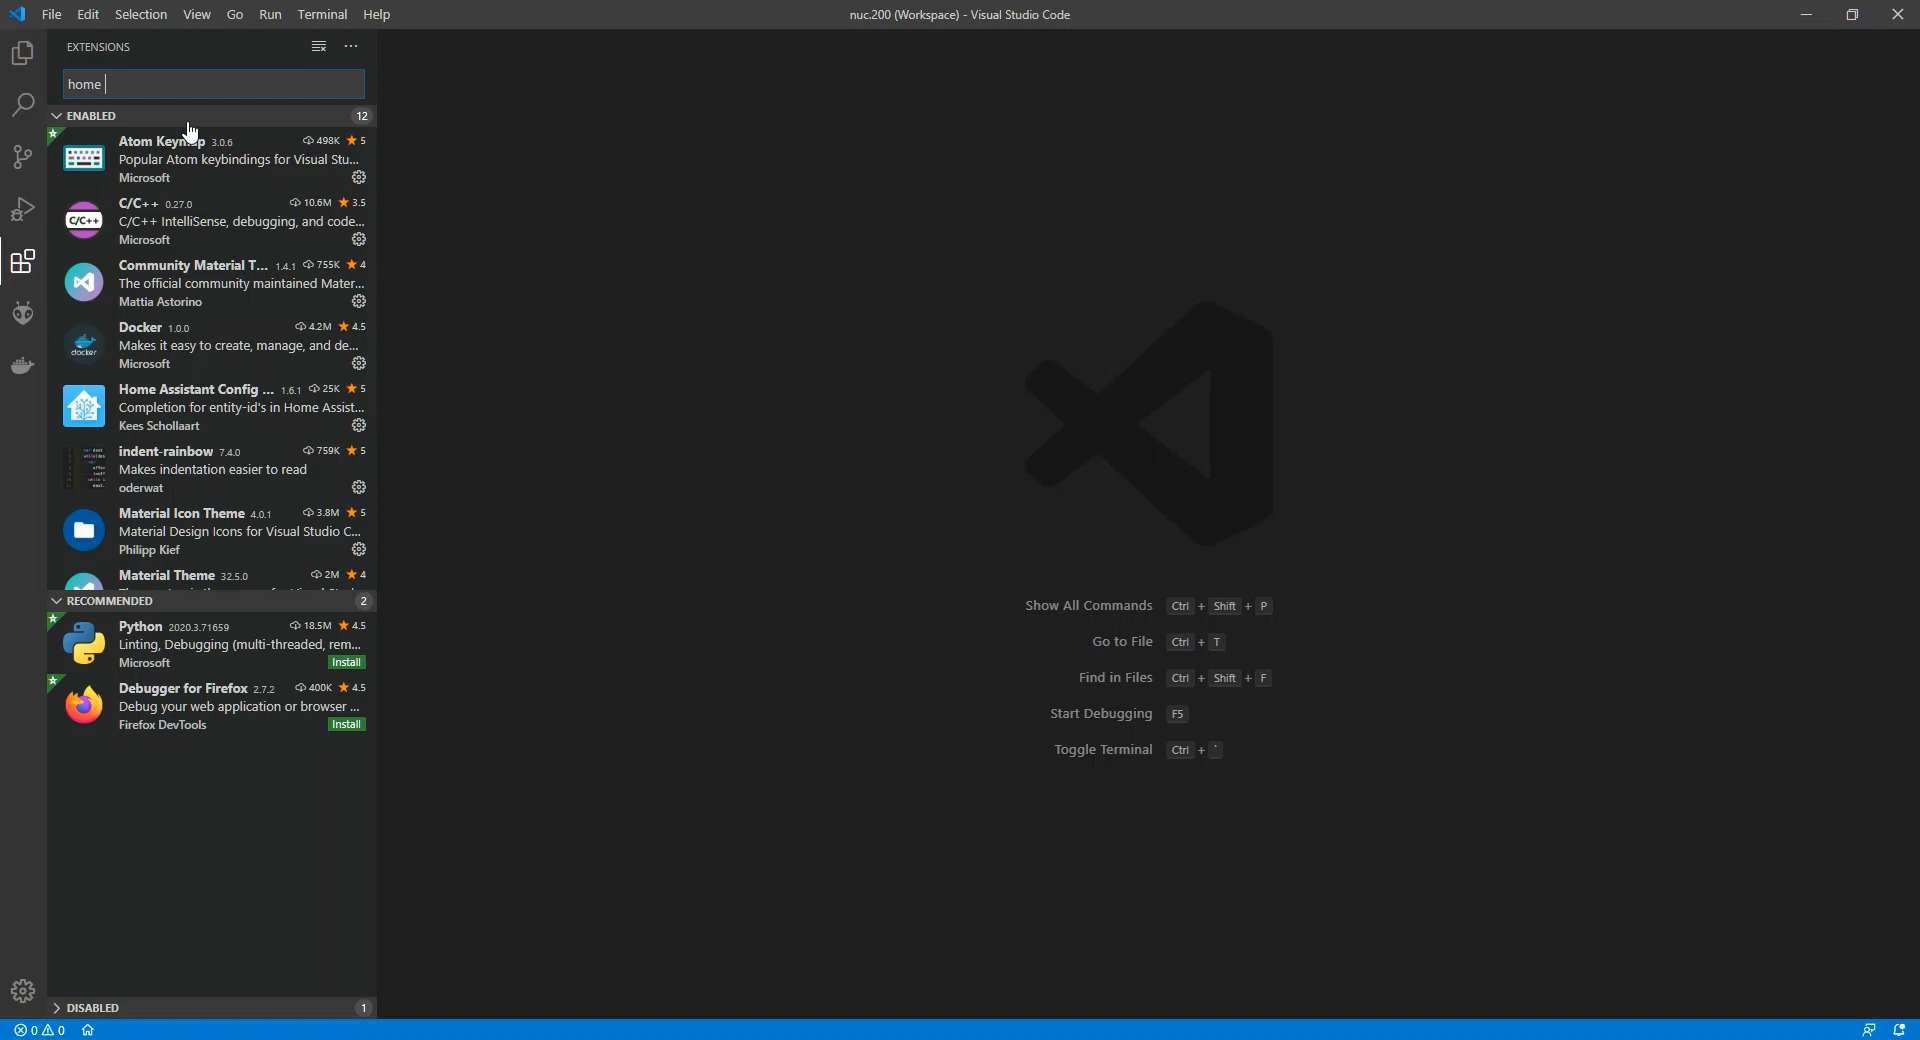 File Edit Selection View Go Run Terminal Help
nuc.200 (Workspace) - Visual Studio Code
EXTENSIONS
home
ENABLED 12
Atom Keymap 3.0.6 498K 5
Popular Atom keybindings for Visual Stu...
Microsoft
C/C++
C/C++ 0.27.0 10.6M 3.5
C/C++ IntelliSense, debugging, and code...
Microsoft
Community Material T... 1.4.1 755K 4
The official community maintained Mater...
Mattia Astorino
docker
Docker 1.0.0 4.2M 4.5
Makes it easy to create, manage, and de...
Microsoft
Home Assistant Config ... 1.6.1 25K 5
Completion for entity-id's in Home Assist...
Kees Schollaart
indent-rainbow 7.4.0 759K 5
Makes indentation easier to read
oderwat
Material Icon Theme 4.0.1 3.8M 5
Material Design Icons for Visual Studio C...
Philipp Kief
Material Theme 32.5.0 2M 4
RECOMMENDED 2
Python 2020.3.71659 18.5M 4.5
Linting, Debugging (multi-threaded, rem...
Microsoft Install
Debugger for Firefox 2.7.2 400K 4.5
Debug your web application or browser ...
Firefox DevTools Install
DISABLED 1
Show All Commands Ctrl + Shift + P
Go to File Ctrl + T
Find in Files Ctrl + Shift + F
Start Debugging F5
Toggle Terminal Ctrl + `
0 0